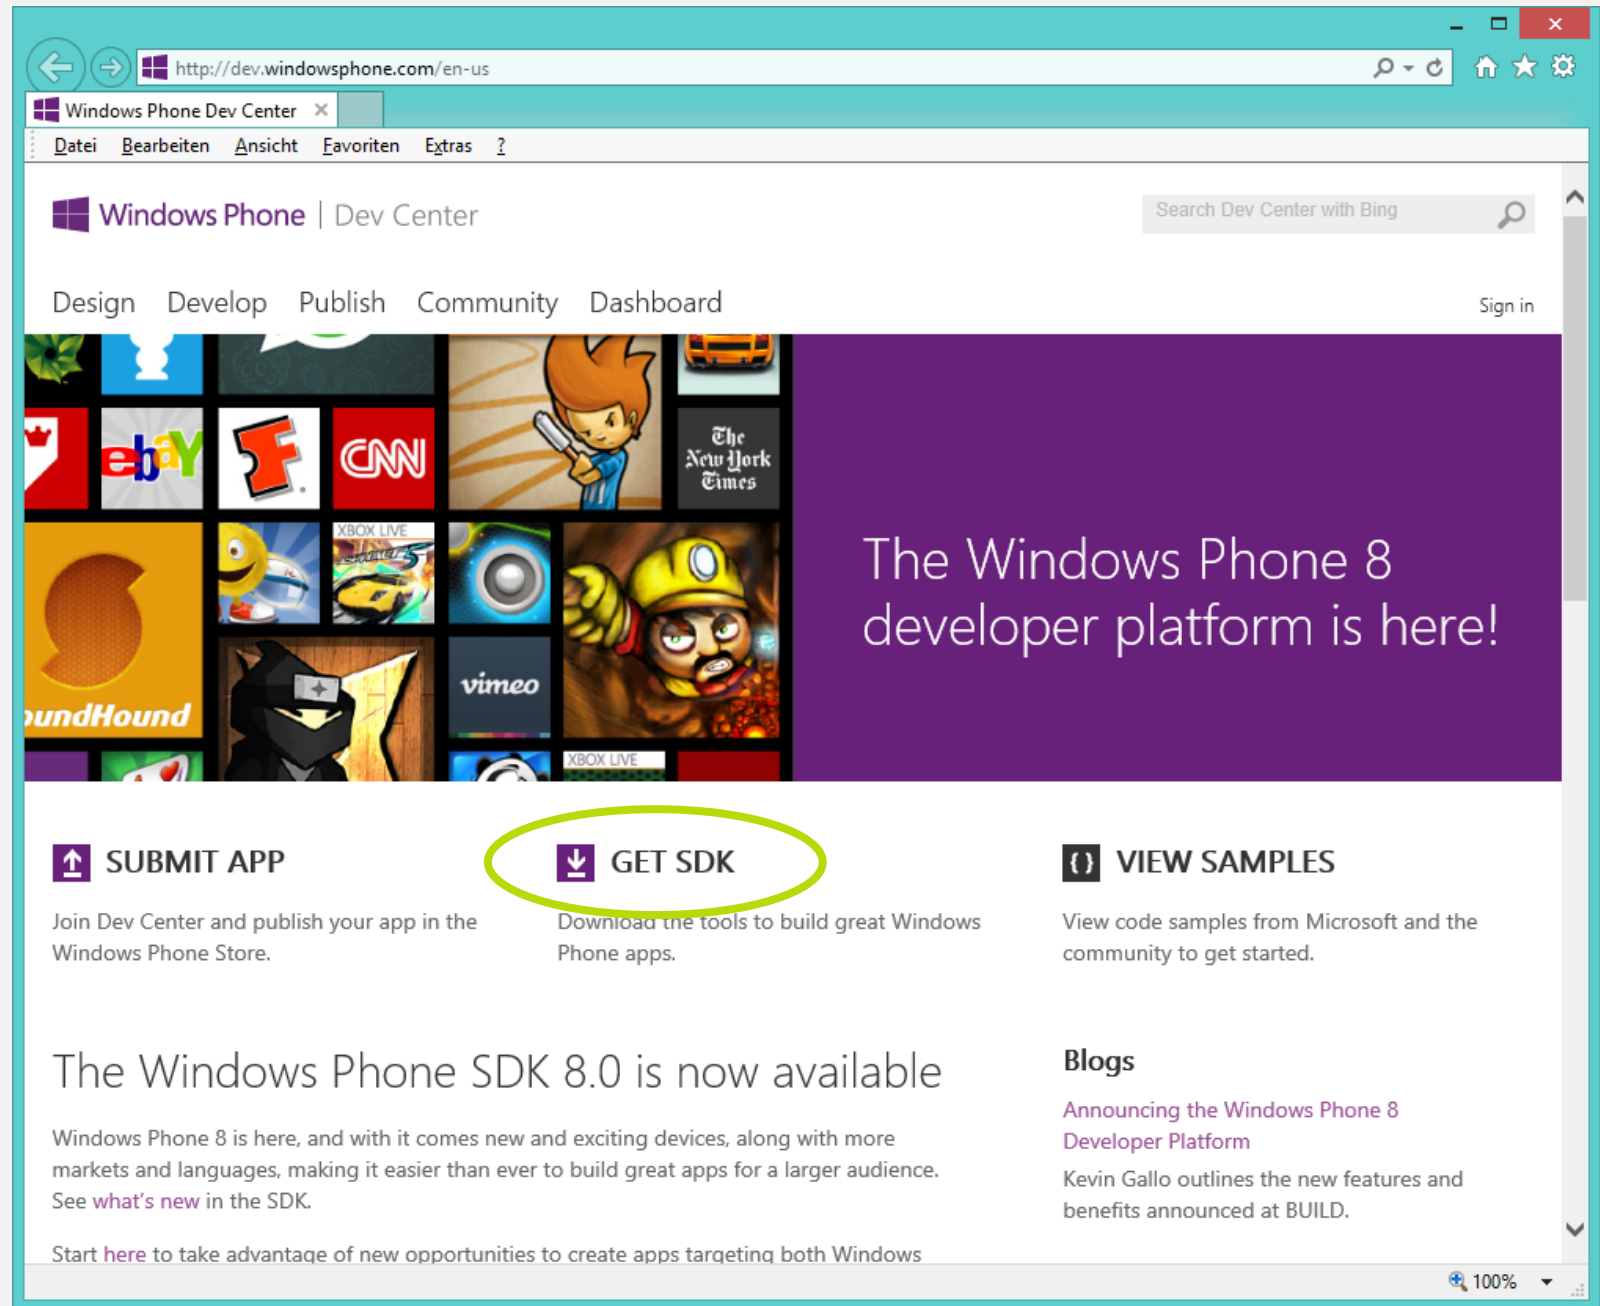 http://dev.windowsphone.com/en-us
Windows Phone Dev Center
Datei Bearbeiten Ansicht Favoriten Extras ?
Windows Phone | Dev Center
Search Dev Center with Bing
Design Develop Publish Community Dashboard
Sign in
ebaY
F
CNN
The
New York
Times
XBOX LIVE
The Windows Phone 8
developer platform is here!
vimeo
oundHound
XBOX LIVE
SUBMIT APP
Join Dev Center and publish your app in the
Windows Phone Store.
GET SDK
Download the tools to build great Windows
Phone apps.
{} VIEW SAMPLES
View code samples from Microsoft and the
community to get started.
The Windows Phone SDK 8.0 is now available
Windows Phone 8 is here, and with it comes new and exciting devices, along with more
markets and languages, making it easier than ever to build great apps for a larger audience.
See what's new in the SDK.
Start here to take advantage of new opportunities to create apps targeting both Windows
Blogs
Announcing the Windows Phone 8
Developer Platform
Kevin Gallo outlines the new features and
benefits announced at BUILD.
100%